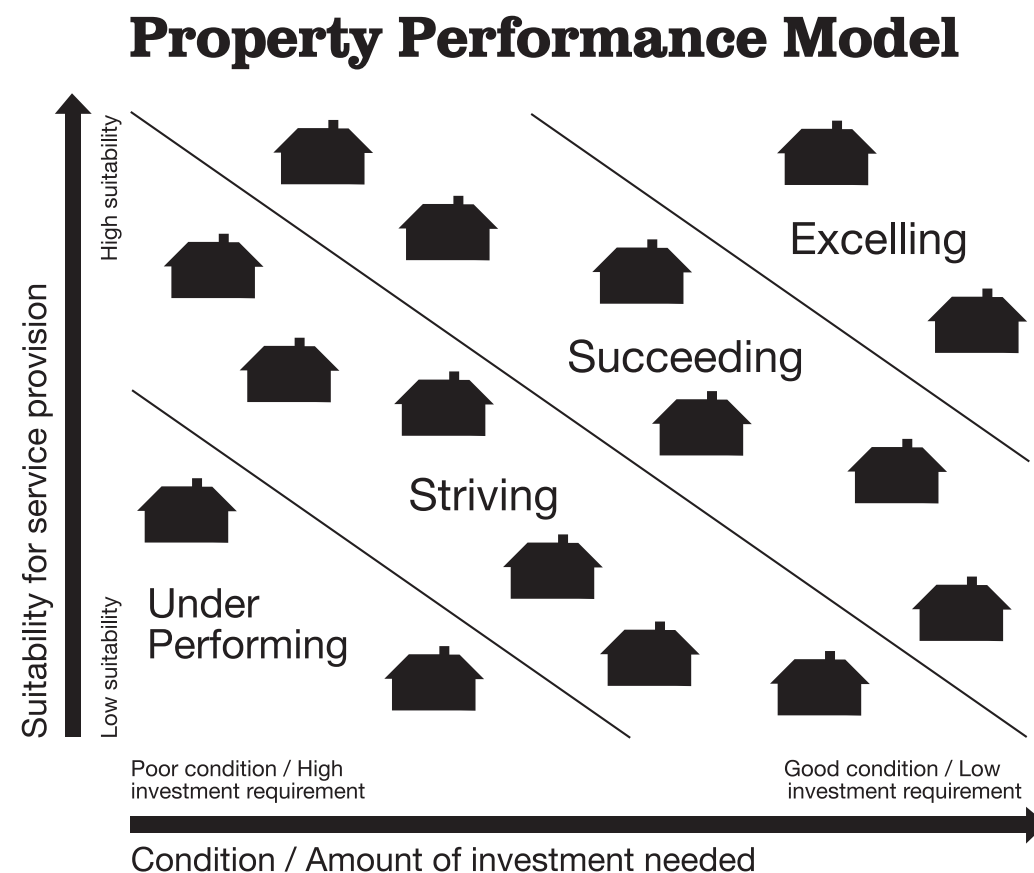 Property Performance Model
High suitability
Suitability for service provision
Low suitability
Excelling
Succeeding
Striving
Under
Performing
Poor condition / High
investment requirement
Good condition / Low
investment requirement
Condition / Amount of investment needed